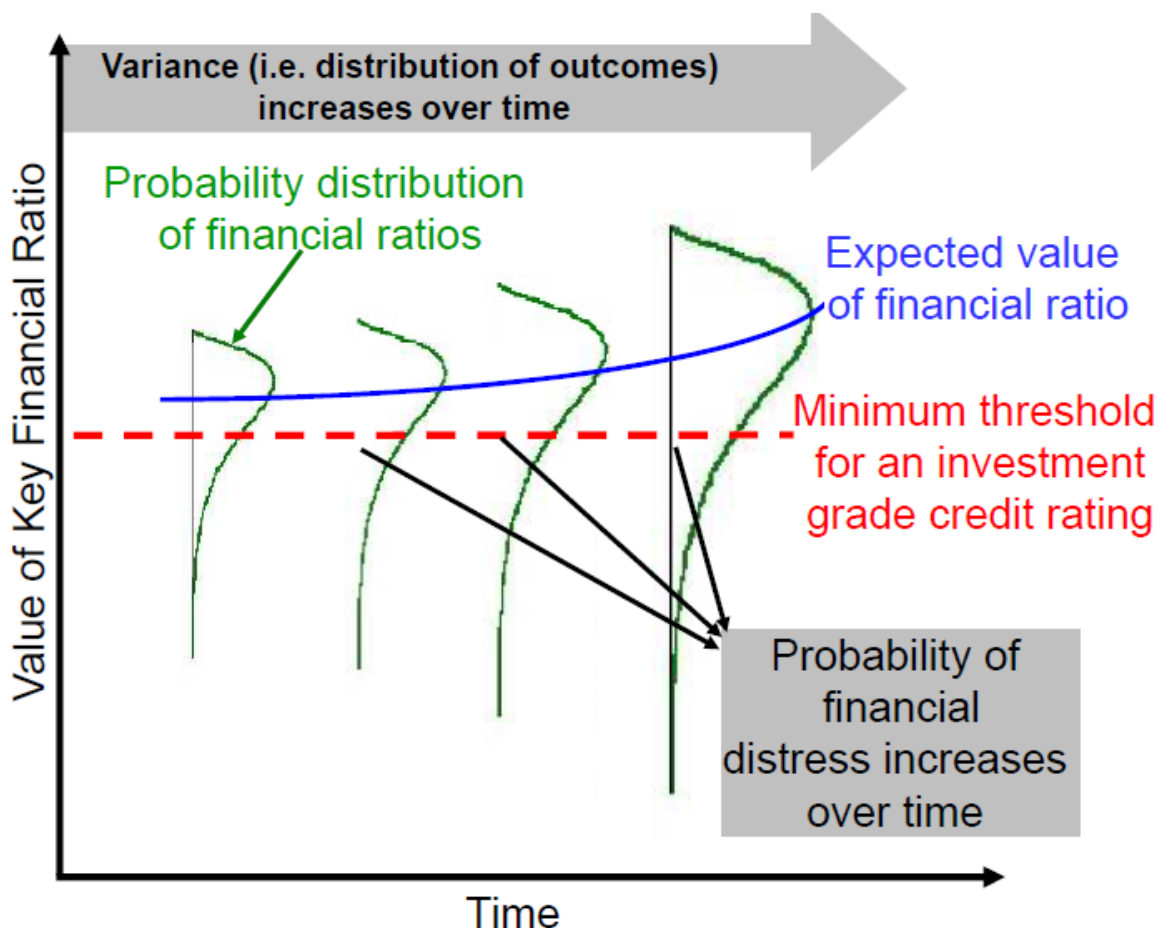 Variance (i.e. distribution of outcomes)
increases over time
Probability distribution
of financial ratios
Expected value
of financial ratio
Minimum threshold
for an investment
grade credit rating
Probability of
financial
distress increases
over time
Value of Key Financial Ratio
Time